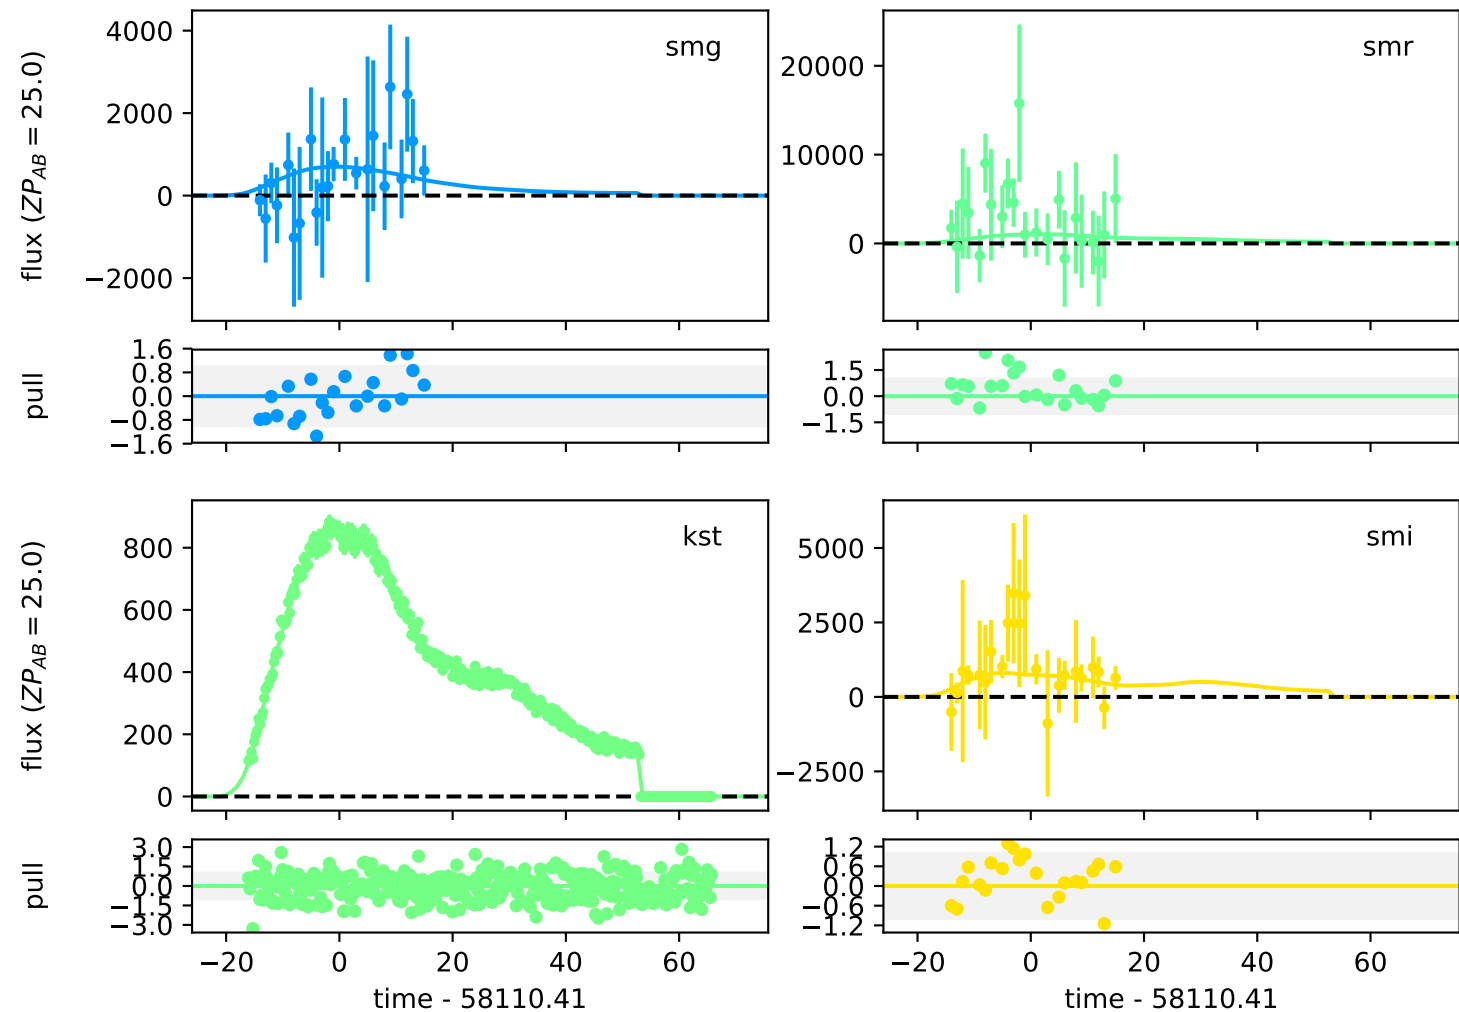 flux (ZP_AB = 25.0)
4000
2000
0
−2000
smg
20000
10000
0
smr
pull
1.6
0.8
0.0
−0.8
−1.6
1.5
0.0
−1.5
flux (ZP_AB = 25.0)
800
600
400
200
0
kst
5000
2500
0
−2500
smi
pull
3.0
1.5
0.0
−1.5
−3.0
1.2
0.6
0.0
−0.6
−1.2
−20 0 20 40 60
−20 0 20 40 60
time - 58110.41
time - 58110.41